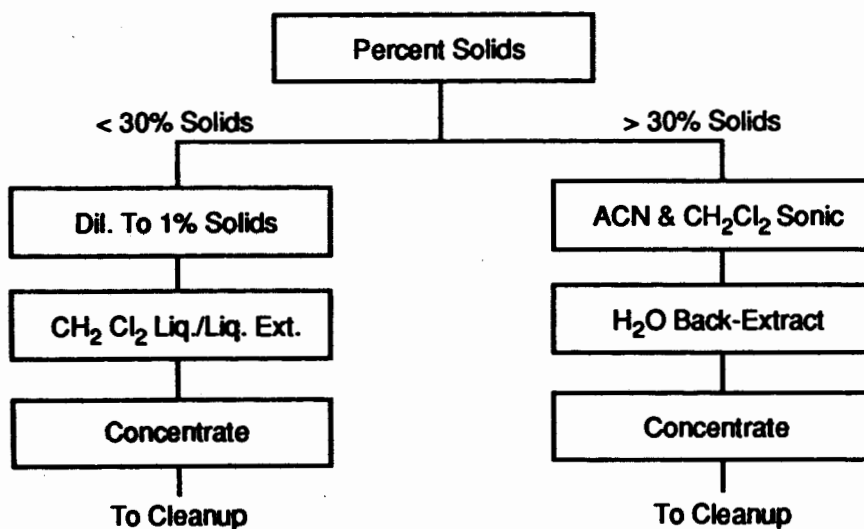 Percent Solids
< 30% Solids
> 30% Solids
Dil. To 1% Solids
ACN & CH₂Cl₂ Sonic
CH₂ Cl₂ Liq./Liq. Ext.
H₂O Back-Extract
Concentrate
Concentrate
To Cleanup
To Cleanup